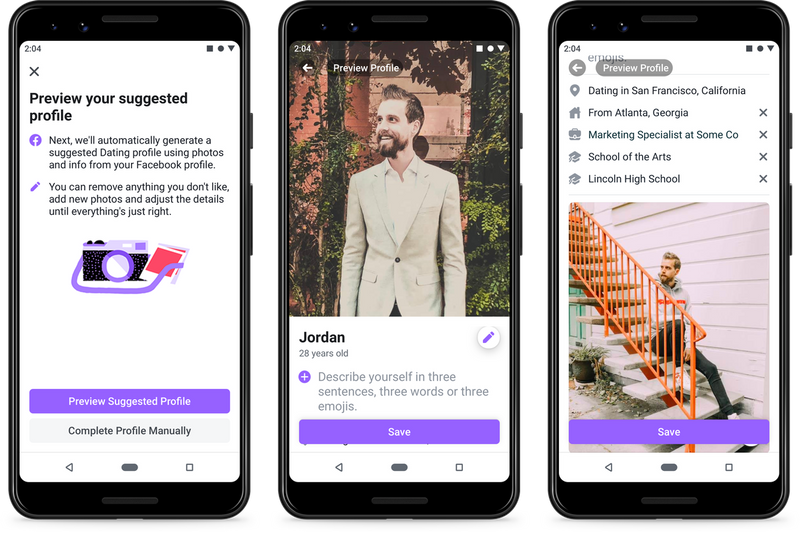 2:04
Preview your suggested
profile
Next, we'll automatically generate a
suggested Dating profile using photos
and info from your Facebook profile.
You can remove anything you don't like,
add new photos and adjust the details
until everything's just right.
Preview Suggested Profile
Complete Profile Manually
2:04
Preview Profile
Jordan
28 years old
Describe yourself in three
sentences, three words or three
emojis.
Save
2:04
emojis.
Preview Profile
Dating in San Francisco, California
From Atlanta, Georgia
Marketing Specialist at Some Co
School of the Arts
Lincoln High School
Save